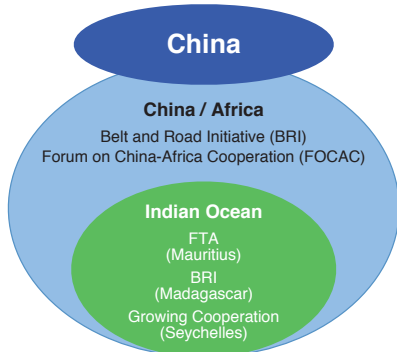 China
China / Africa
Belt and Road Initiative (BRI)
Forum on China-Africa Cooperation (FOCAC)
Indian Ocean
FTA
(Mauritius)
BRI
(Madagascar)
Growing Cooperation
(Seychelles)